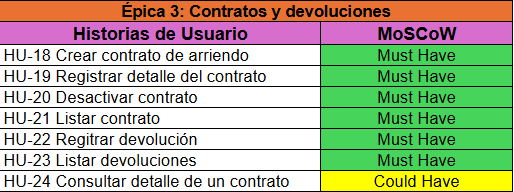 Épica 3: Contratos y devoluciones
Historias de Usuario MoSCoW
HU-18 Crear contrato de arriendo Must Have
HU-19 Registrar detalle del contrato Must Have
HU-20 Desactivar contrato Must Have
HU-21 Listar contrato Must Have
HU-22 Regitrar devolución Must Have
HU-23 Listar devoluciones Must Have
HU-24 Consultar detalle de un contrato Could Have